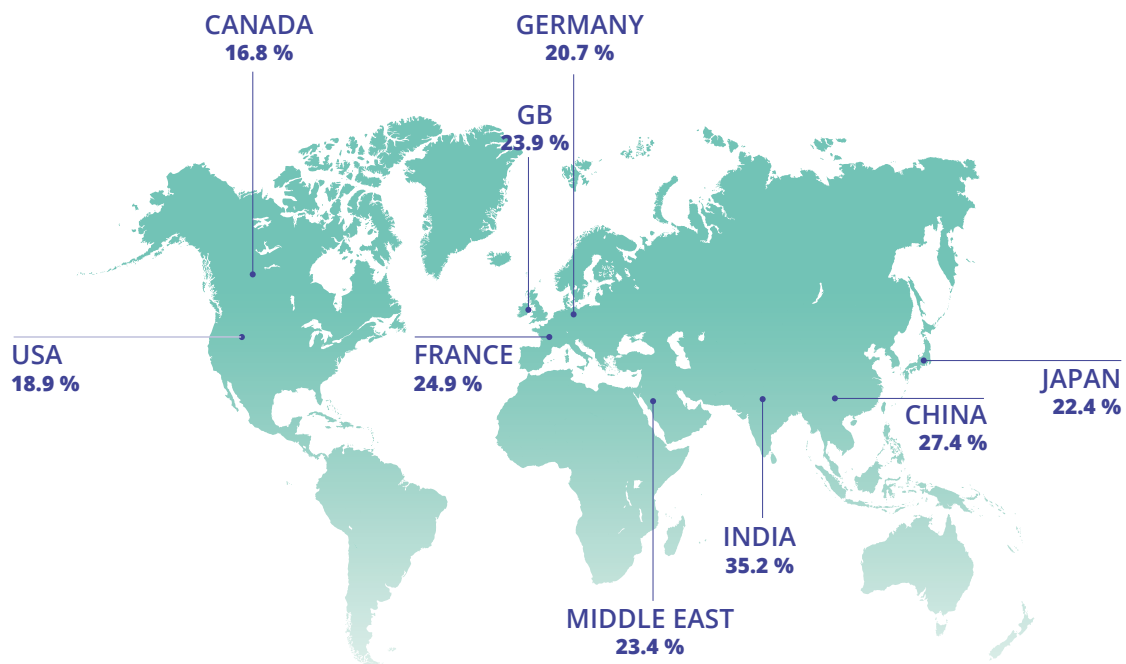 CANADA
16.8 %
GERMANY
20.7 %
GB
23.9 %
USA
18.9 %
FRANCE
24.9 %
JAPAN
22.4 %
CHINA
27.4 %
INDIA
35.2 %
MIDDLE EAST
23.4 %